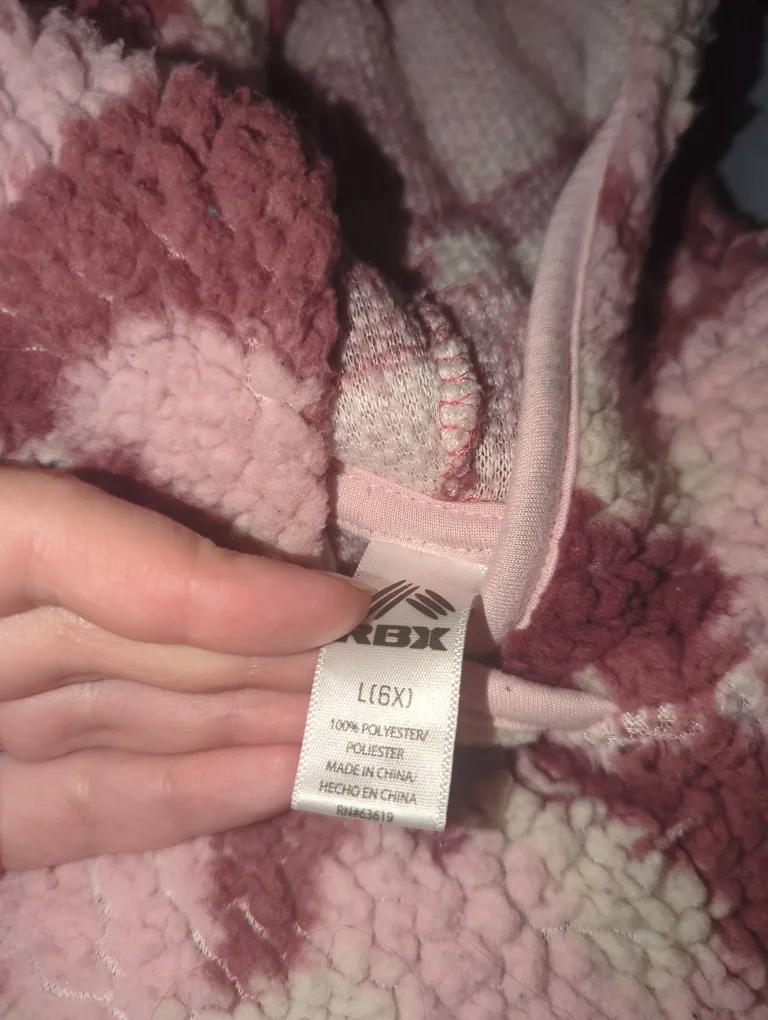 RBX
L(6X)
100% POLYESTER/
POLIESTER
MADE IN CHINA/
HECHO EN CHINA
RN#63619